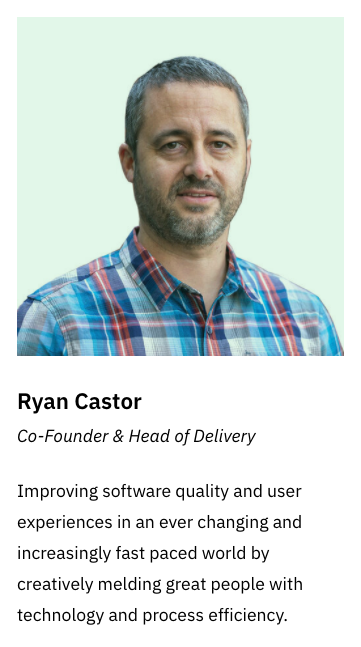 Ryan Castor
Co-Founder & Head of Delivery
Improving software quality and user
experiences in an ever changing and
increasingly fast paced world by
creatively melding great people with
technology and process efficiency.